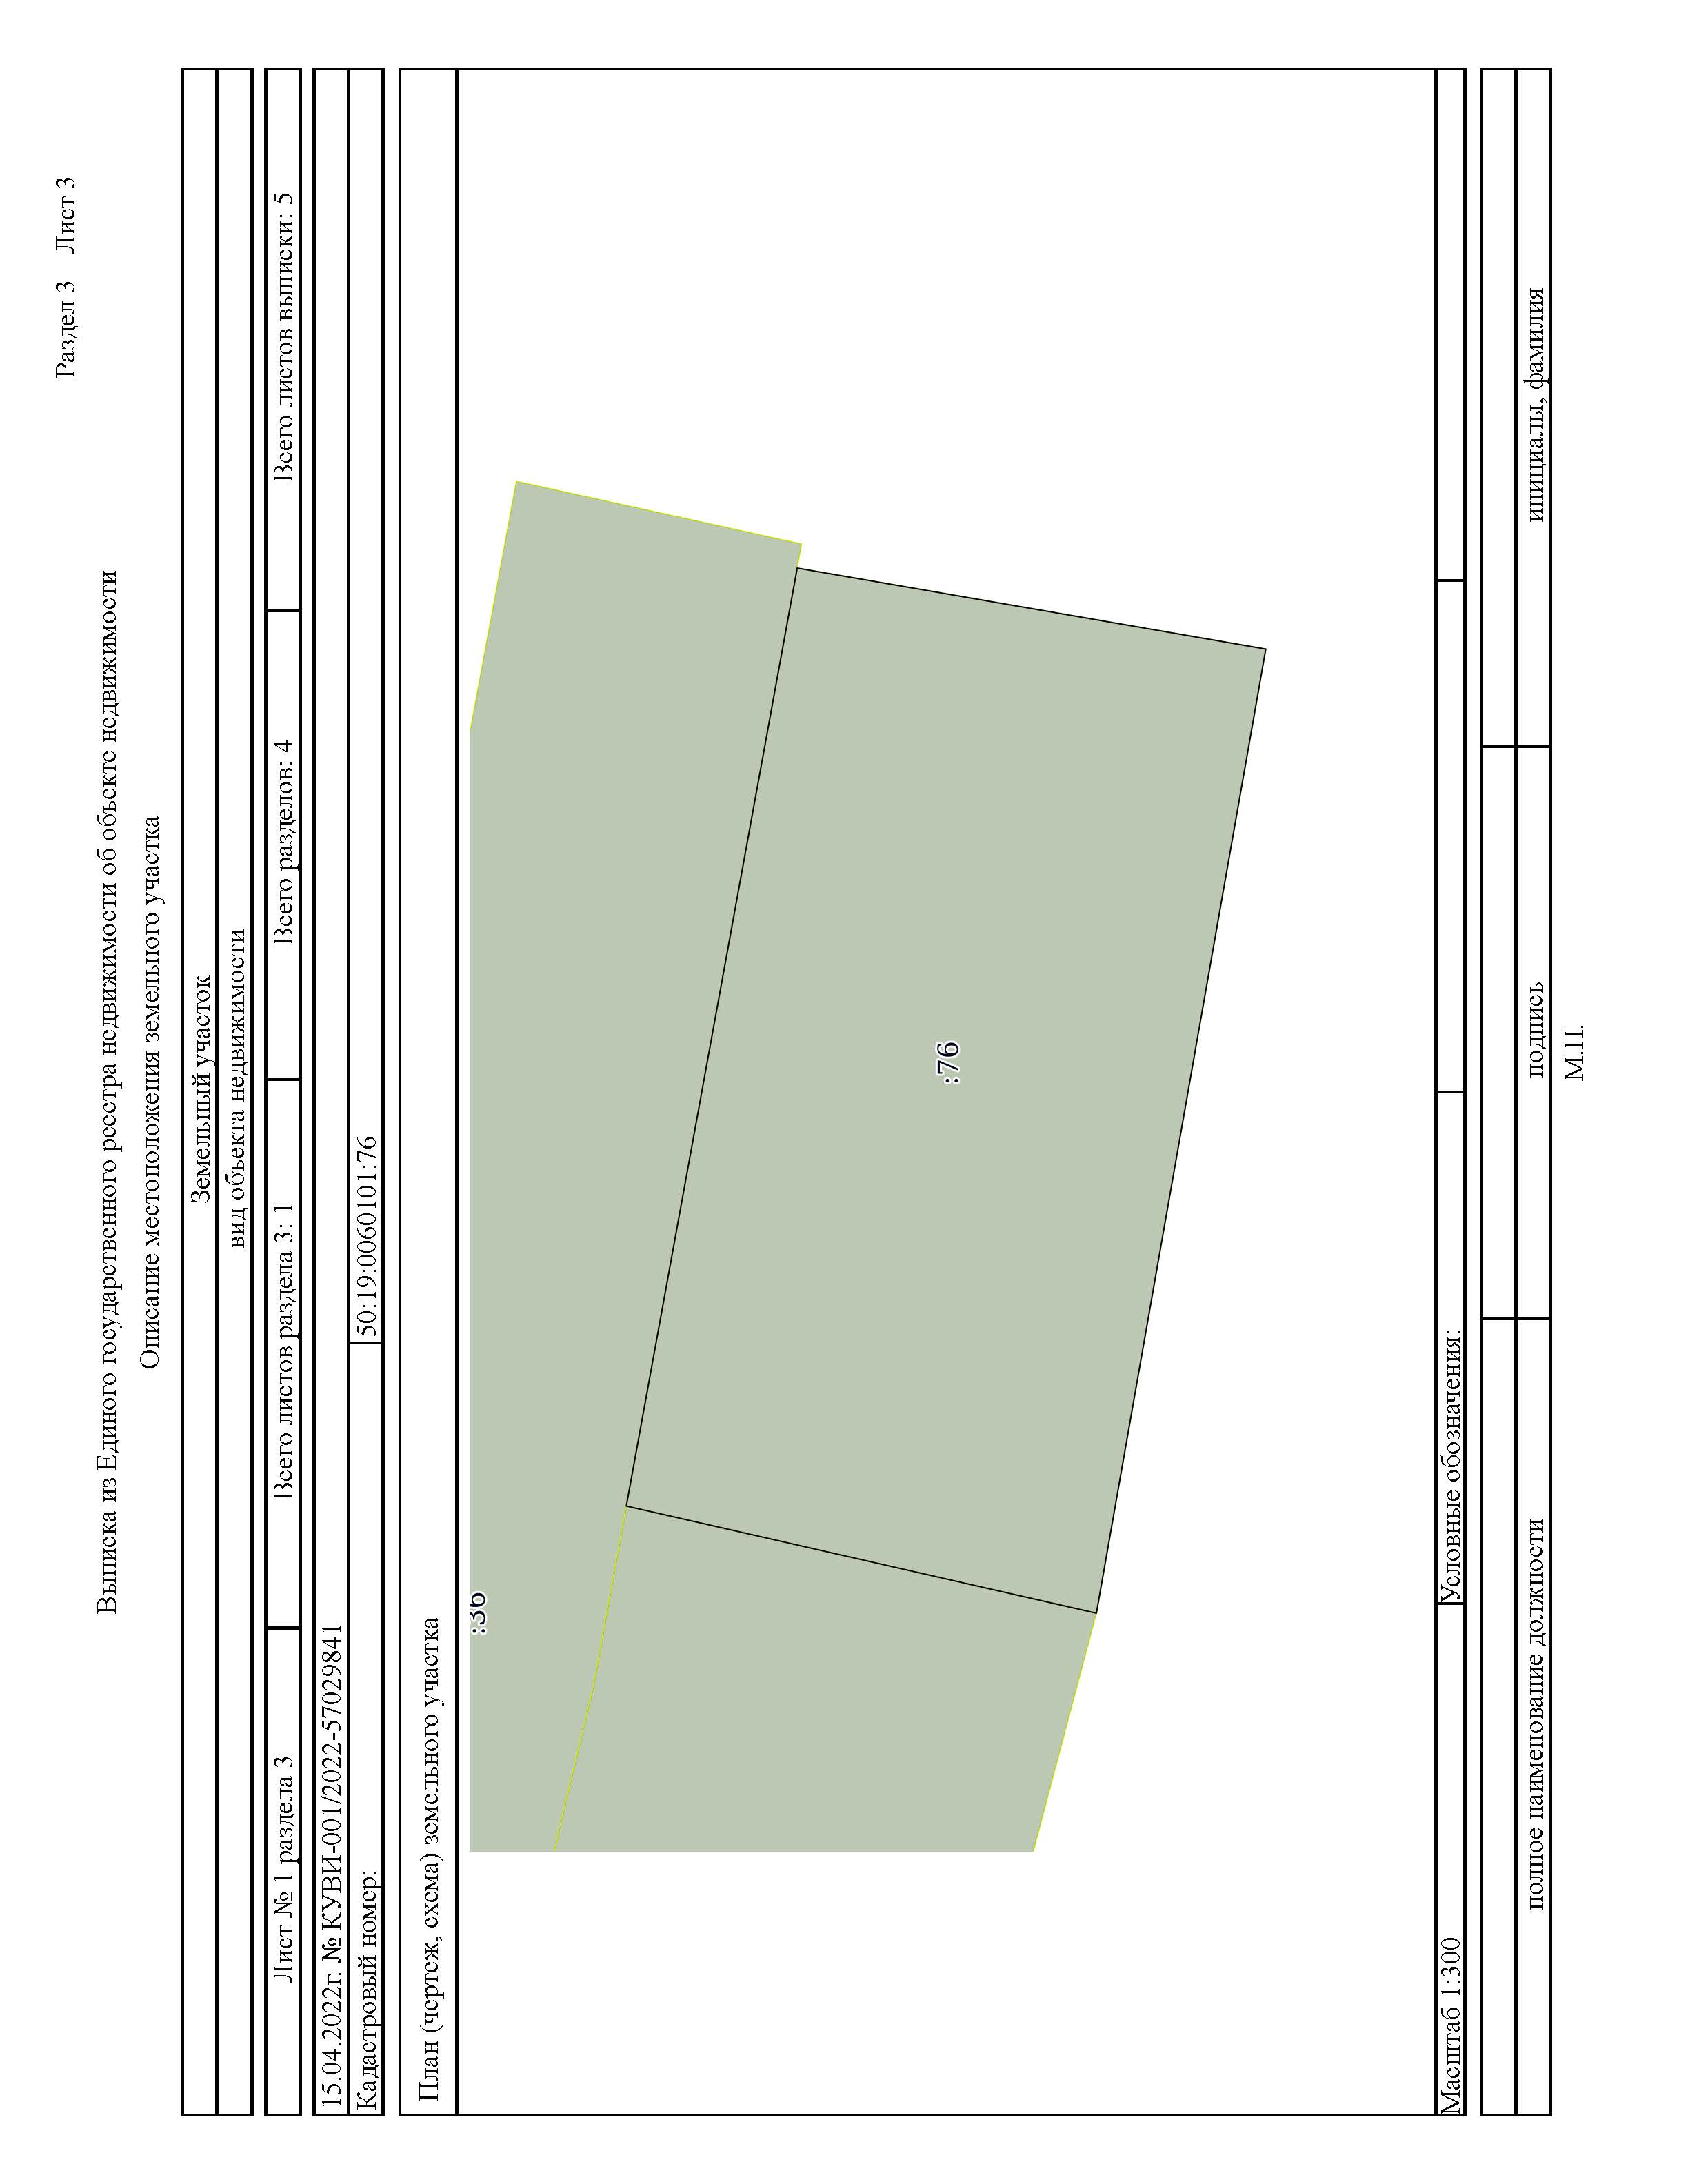 Раздел 3 Лист 3
Выписка из Единого государственного реестра недвижимости об объекте недвижимости
Описание местоположения земельного участка
Земельный участок
вид объекта недвижимости
Лист № 1 раздела 3 Всего листов раздела 3: 1 Всего разделов: 4 Всего листов выписки: 5
15.04.2022г. № КУВИ-001/2022-57029841
Кадастровый номер: 50:19:0060101:76
План (чертеж, схема) земельного участка
:36
:76
Масштаб 1:300 Условные обозначения:
полное наименование должности подпись инициалы, фамилия
М.П.